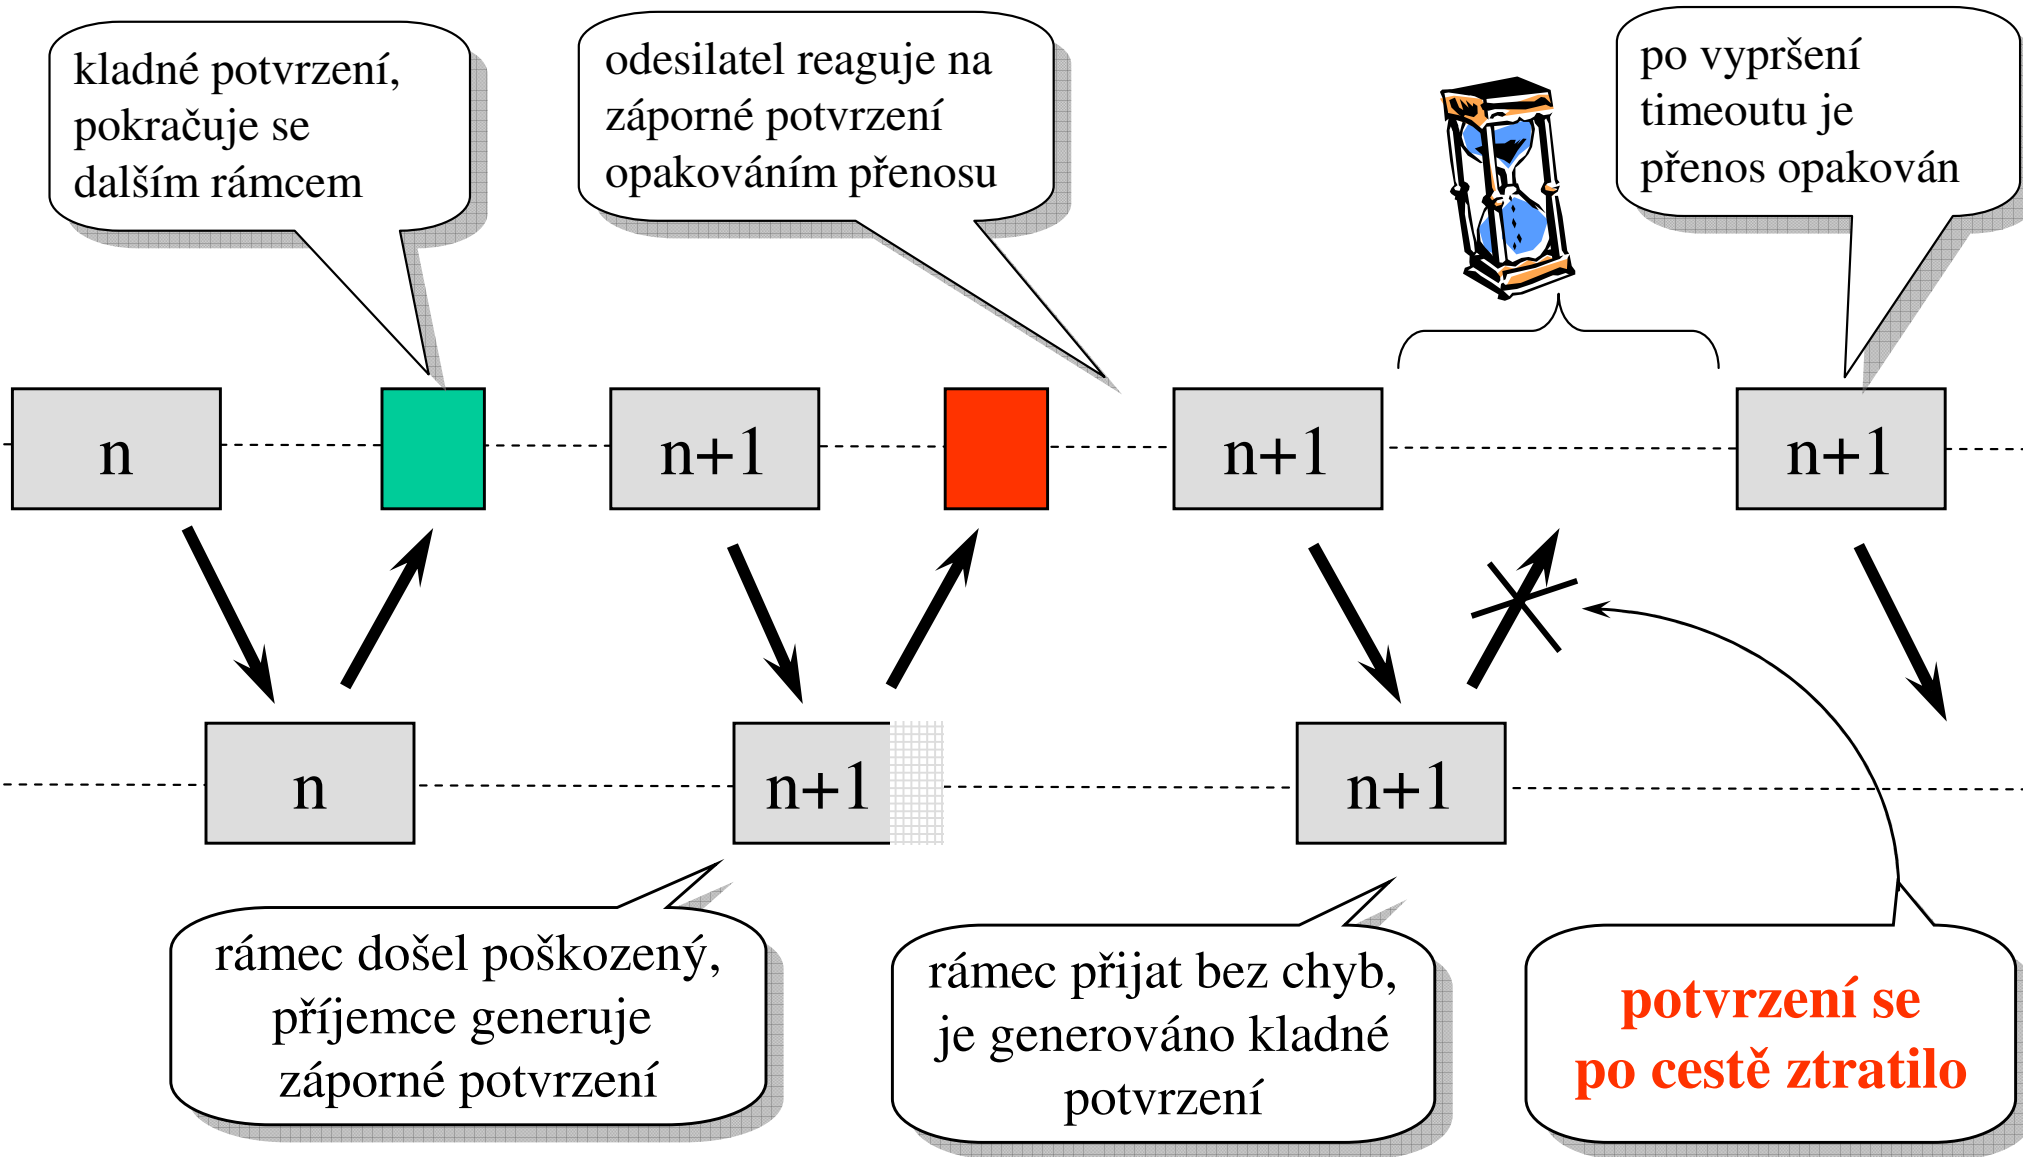 kladné potvrzení,
pokračuje se
dalším rámcem
odesilatel reaguje na
záporné potvrzení
opakováním přenosu
po vypršení
timeoutu je
přenos opakován
n
n+1
n+1
n+1
n
n+1
n+1
rámec došel poškozený,
příjemce generuje
záporné potvrzení
rámec přijat bez chyb,
je generováno kladné
potvrzení
potvrzení se
po cestě ztratilo